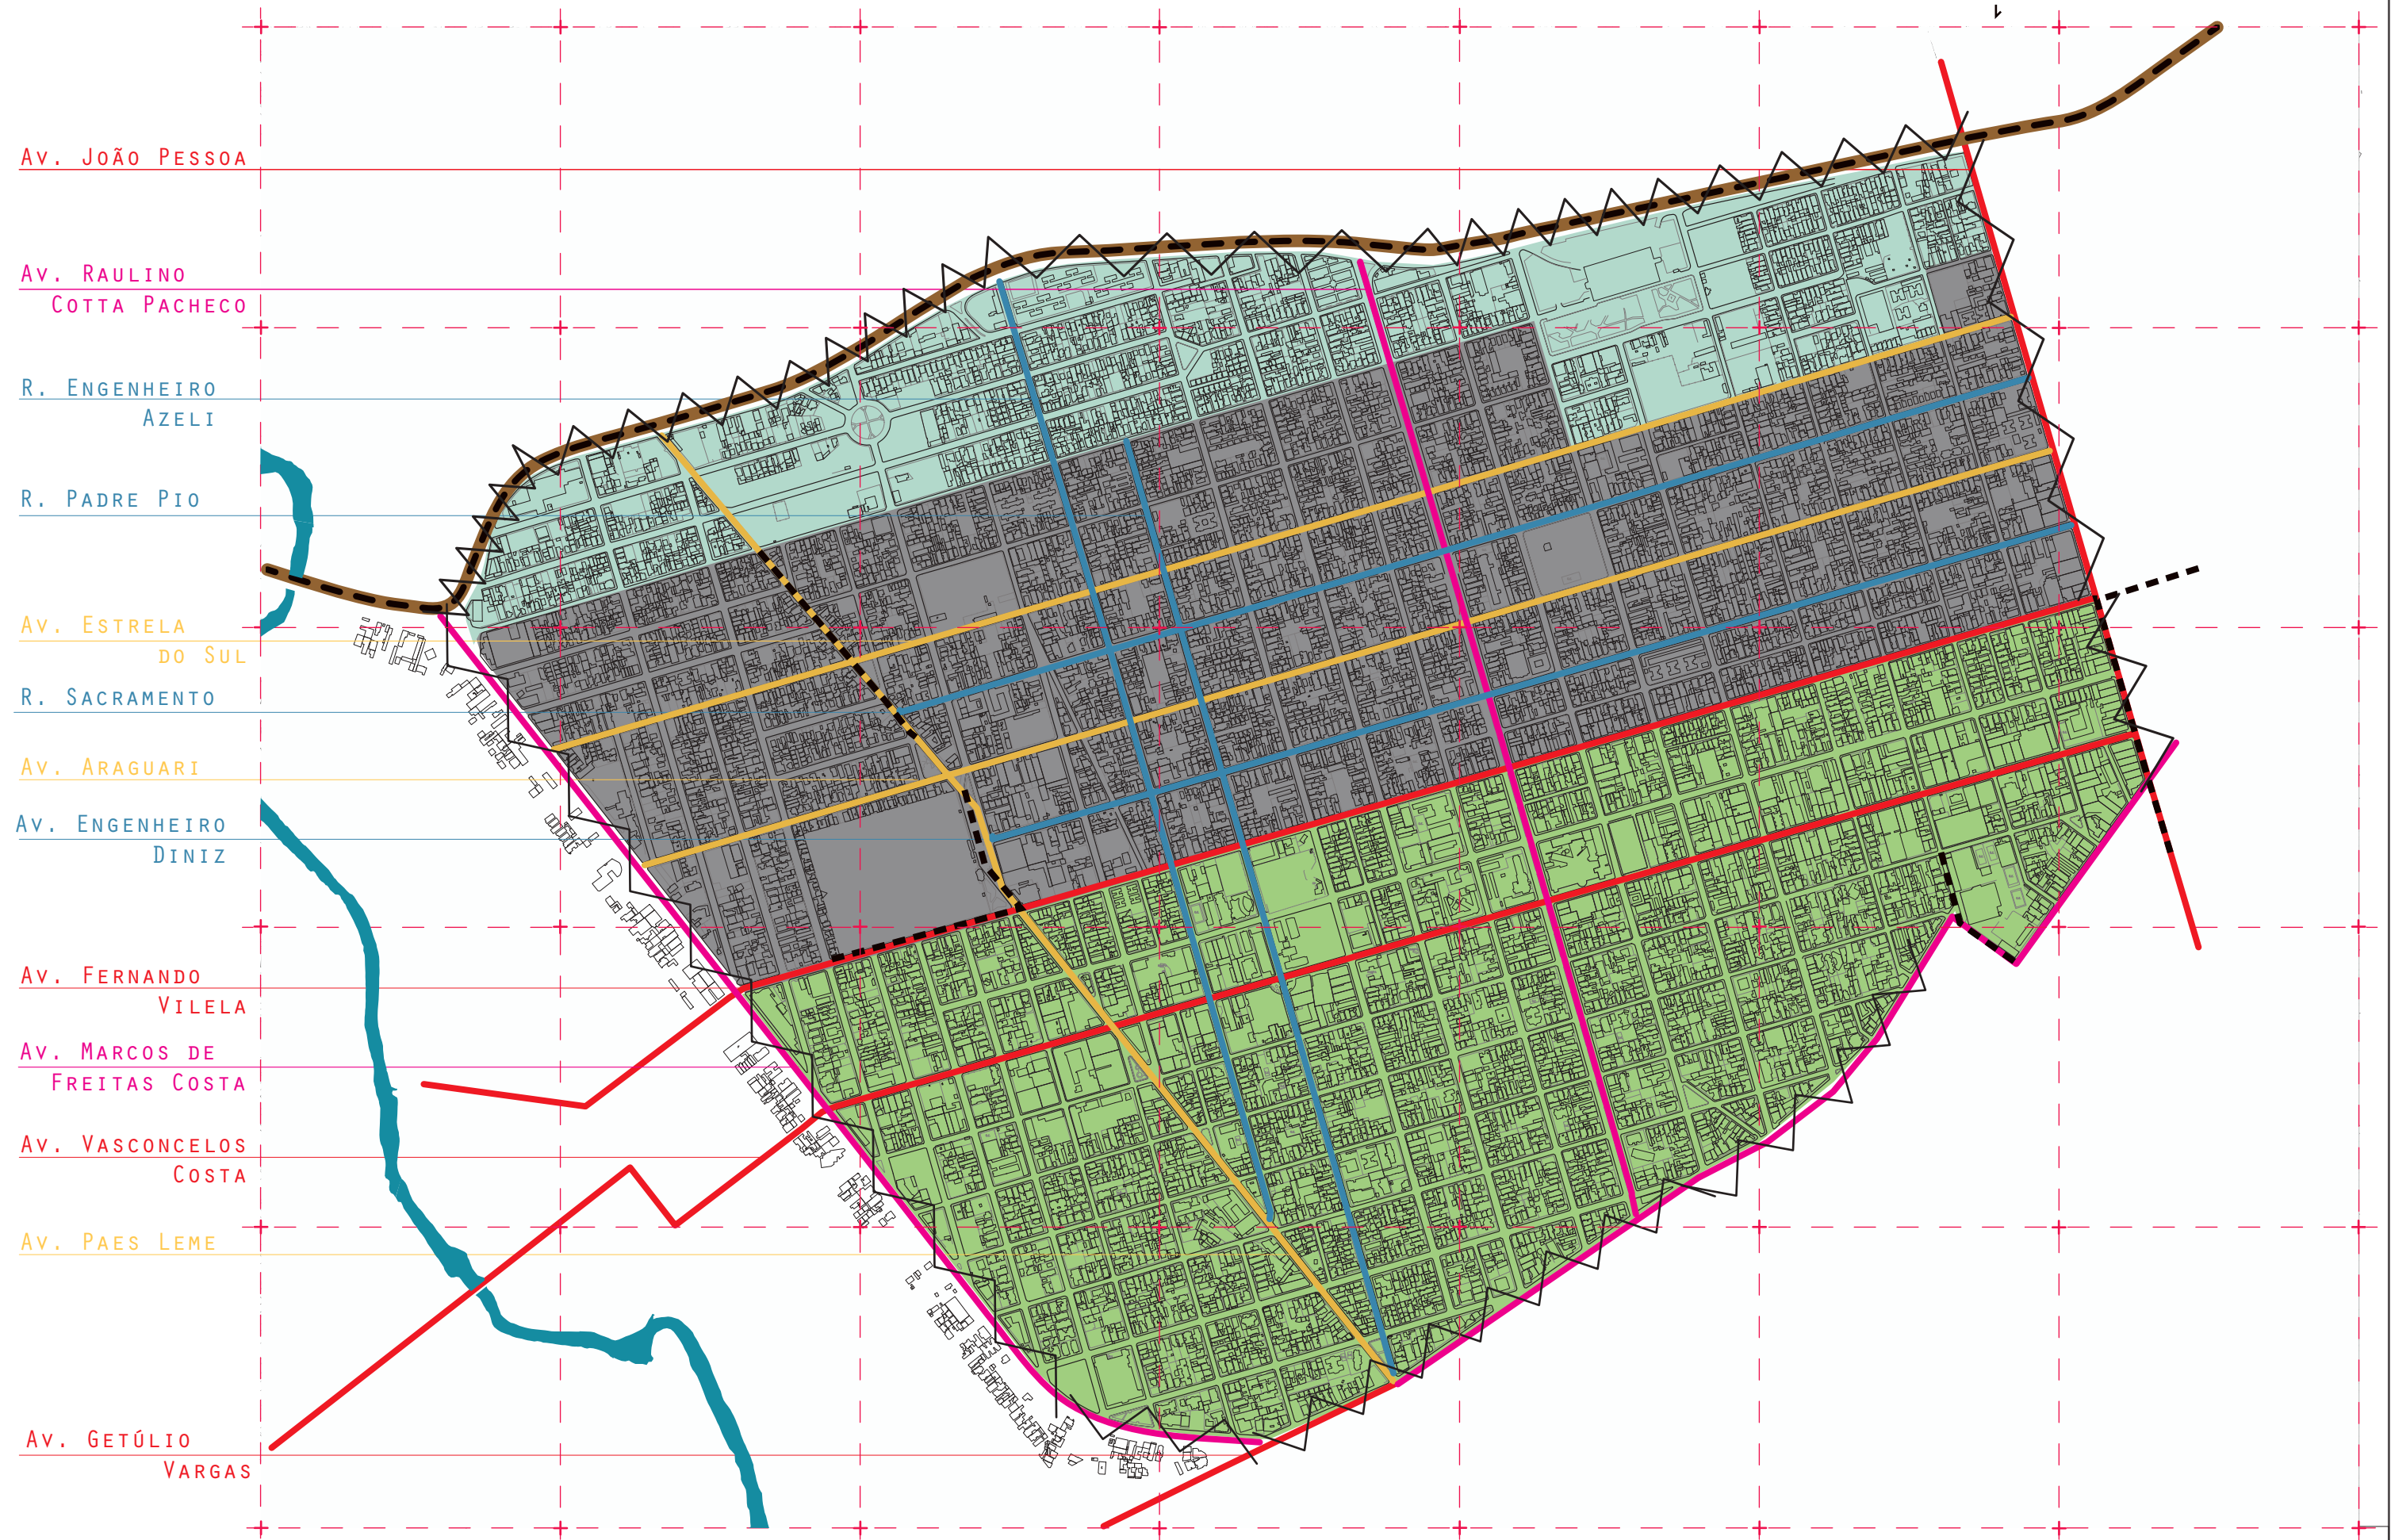 Av. João Pessoa
Av. Raulino
Cotta Pacheco
R. Engenheiro
Azeli
R. Padre Pio
Av. Estrela
do Sul
R. Sacramento
Av. Araguari
Av. Engenheiro
Diniz
Av. Fernando
Vilela
Av. Marcos de
Freitas Costa
Av. Vasconcelos
Costa
Av. Paes Leme
Av. Getúlio
Vargas